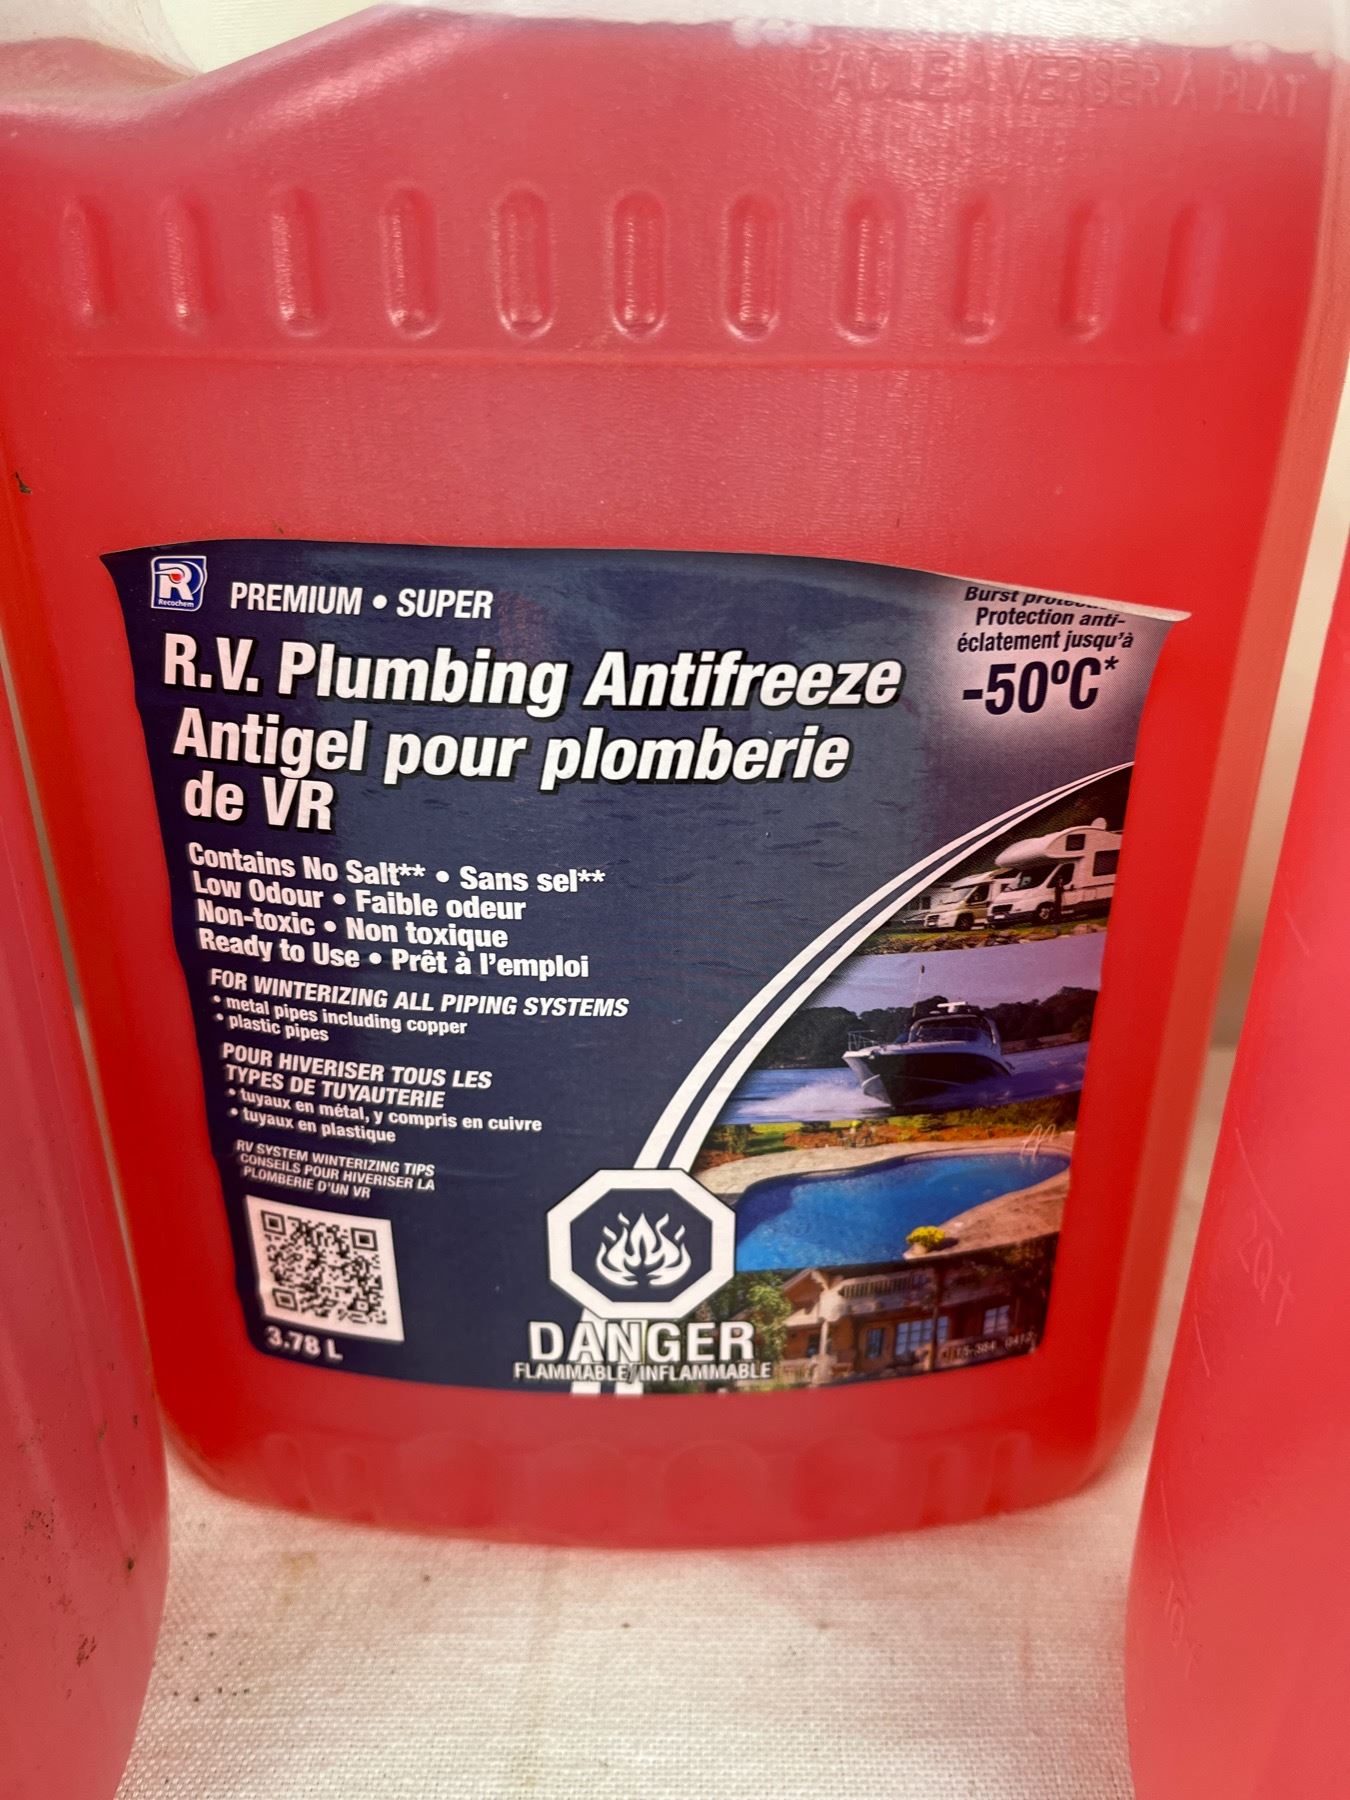 FACILE À VERSER À PLAT
Recochem
PREMIUM • SUPER
R.V. Plumbing Antifreeze
Antigel pour plomberie
de VR
Burst
Protection anti-
éclatement jusqu'à
-50ºC*
Contains No Salt** • Sans sel**
Low Odour • Faible odeur
Non-toxic • Non toxique
Ready to Use • Prêt à l'emploi
FOR WINTERIZING ALL PIPING SYSTEMS
• metal pipes including copper
• plastic pipes
POUR HIVERISER TOUS LES
TYPES DE TUYAUTERIE
• tuyaux en métal, y compris en cuivre
• tuyaux en plastique
RV SYSTEM WINTERIZING TIPS
CONSEILS POUR HIVERISER LA
PLOMBERIE D'UN VR
3.78 L
DANGER
FLAMMABLE/INFLAMMABLE